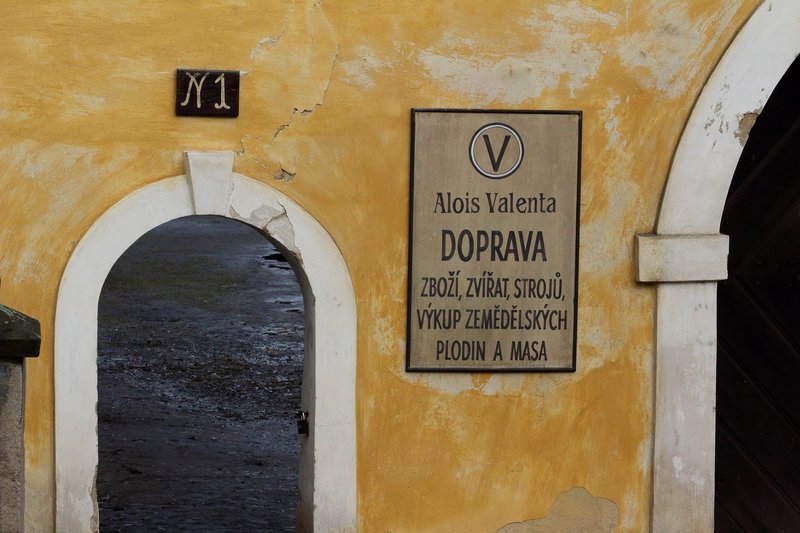 N1
V
Alois Valenta
DOPRAVA
ZBOŽÍ, ZVÍŘAT, STROJŮ,
VÝKUP ZEMĚDĚLSKÝCH
PLODIN A MASA